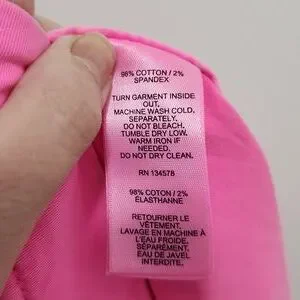 98% COTTON / 2%
SPANDEX
TURN GARMENT INSIDE
OUT.
MACHINE WASH COLD,
SEPARATELY.
DO NOT BLEACH.
TUMBLE DRY LOW.
WARM IRON IF
NEEDED.
DO NOT DRY CLEAN.
RN 134578
98% COTTON / 2%
ÉLASTHANNE
RETOURNER LE
VÊTEMENT.
LAVAGE EN MACHINE À
L'EAU FROIDE,
SÉPARÉMENT.
EAU DE JAVEL
INTERDITE.